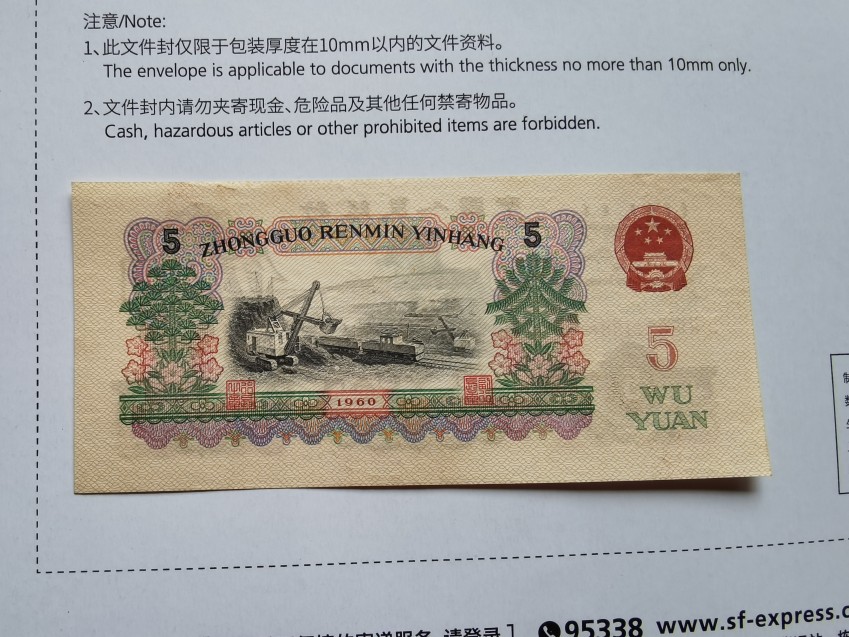 注意/Note:
1、此文件封仅限于包装厚度在10mm以内的文件资料。
The envelope is applicable to documents with the thickness no more than 10mm only.
2、文件封内请勿夹寄现金、危险品及其他任何禁寄物品。
Cash, hazardous articles or other prohibited items are forbidden.
5 ZHONGGUO RENMIN YINHANG 5
5
1960
WU
YUAN
请登录
95338 www.sf-express.c